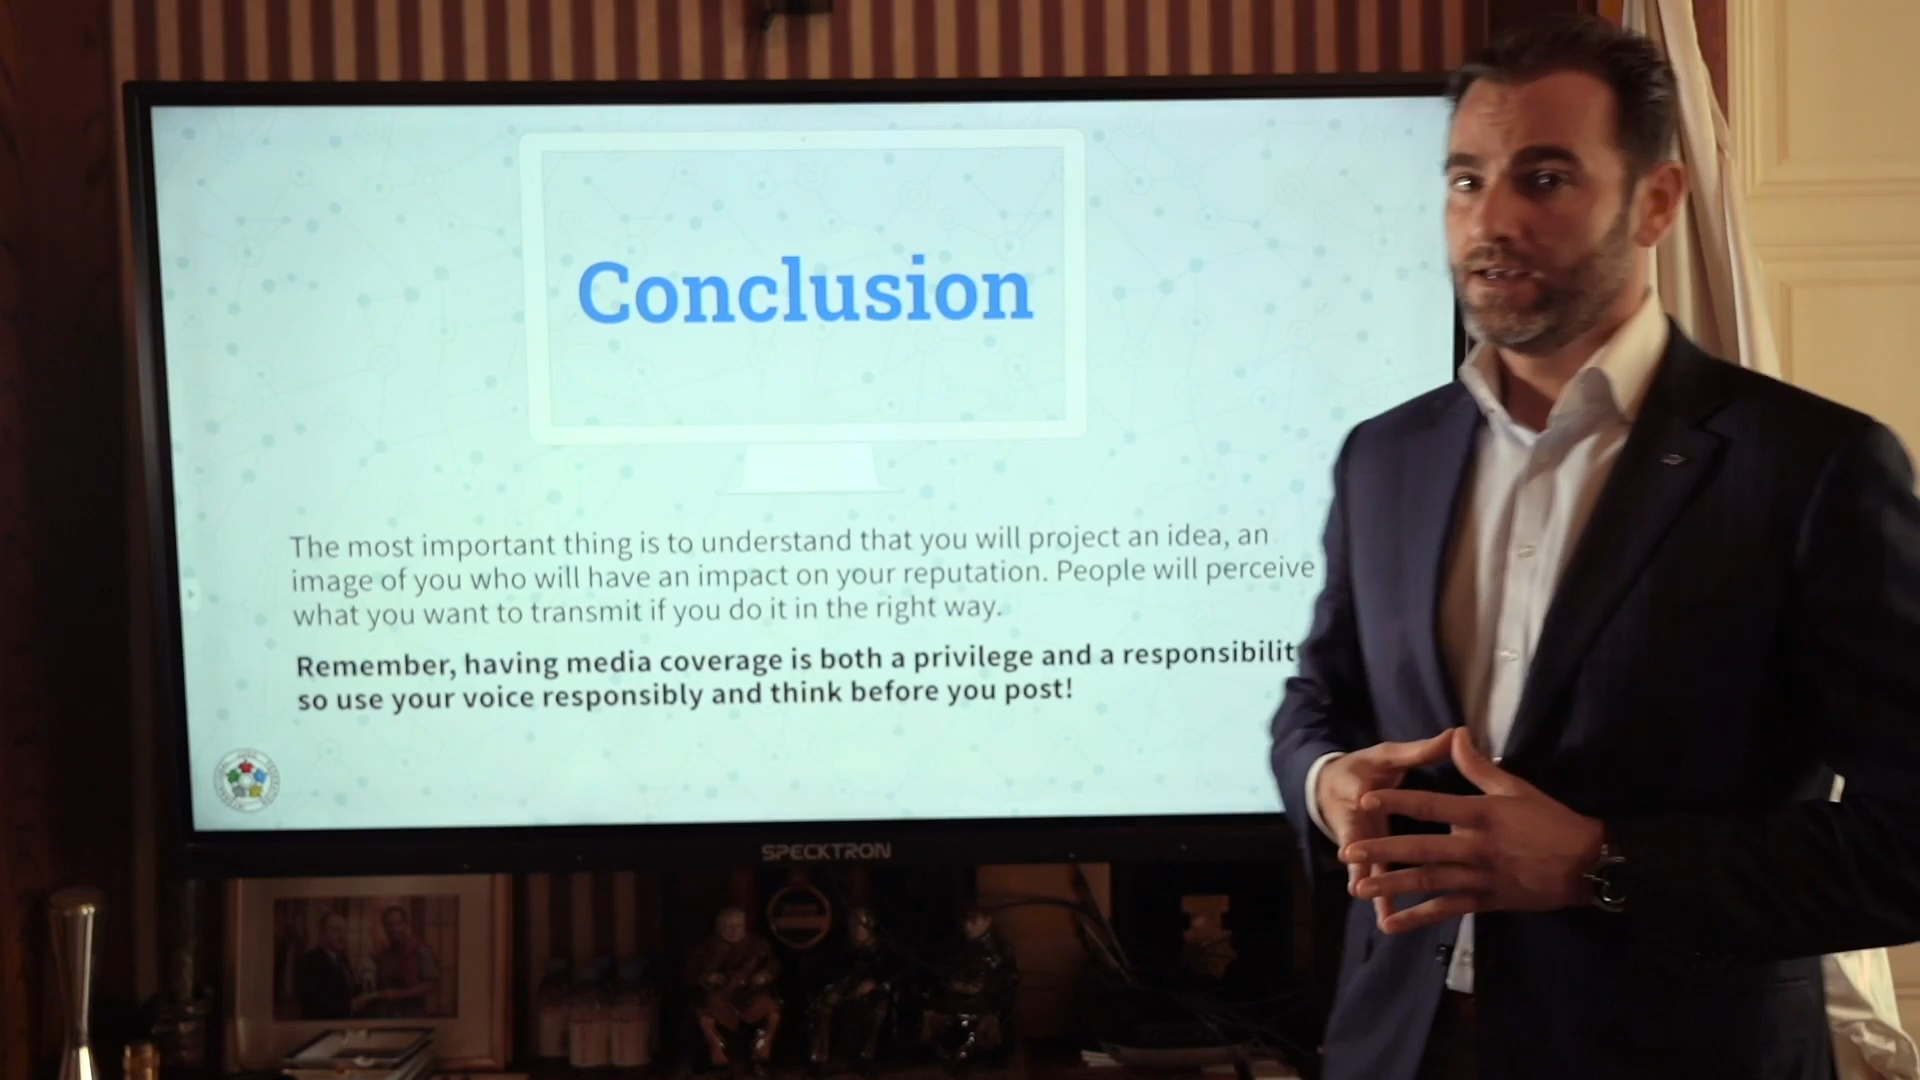 Conclusion
The most important thing is to understand that you will project an idea, an
image of you who will have an impact on your reputation. People will perceive
what you want to transmit if you do it in the right way.
Remember, having media coverage is both a privilege and a responsibilit
so use your voice responsibly and think before you post!
SPECKTRON